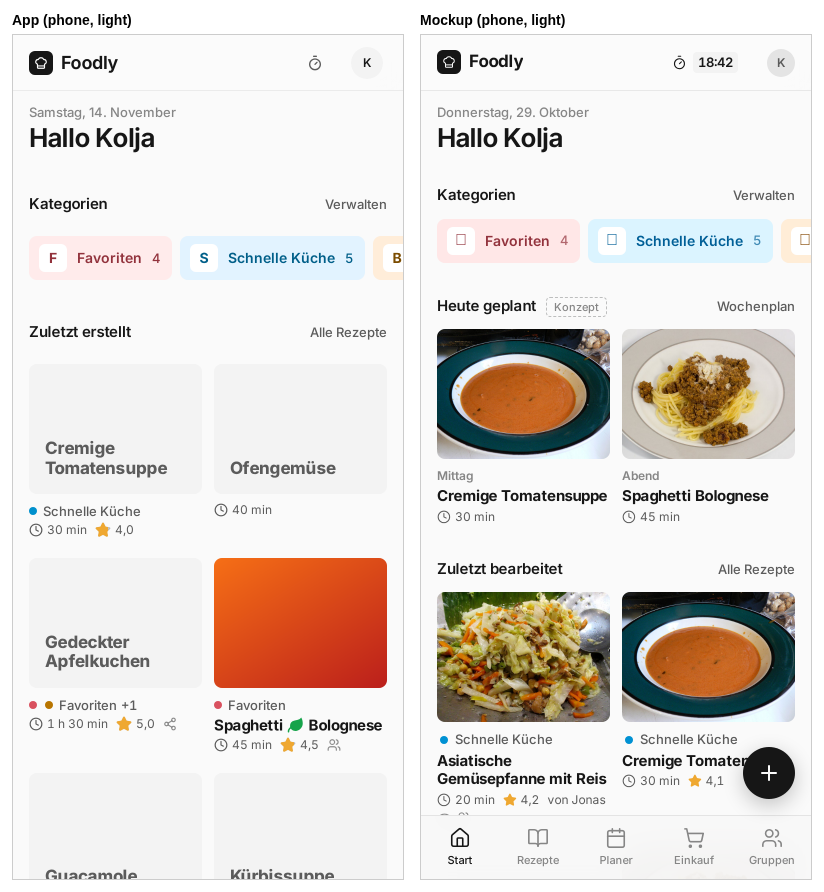 App (phone, light)
Foodly
K
Samstag, 14. November
Hallo Kolja
Kategorien
Verwalten
F Favoriten 4
S Schnelle Küche 5
B
Zuletzt erstellt
Alle Rezepte
Cremige
Tomatensuppe
Ofengemüse
Schnelle Küche
30 min 4,0
40 min
Gedeckter
Apfelkuchen
Favoriten +1
1 h 30 min 5,0
Favoriten
Spaghetti Bolognese
45 min 4,5
Guacamole
Kürbissuppe
Mockup (phone, light)
Foodly
18:42
K
Donnerstag, 29. Oktober
Hallo Kolja
Kategorien
Verwalten
Favoriten 4
Schnelle Küche 5
Heute geplant Konzept
Wochenplan
Mittag
Cremige Tomatensuppe
30 min
Abend
Spaghetti Bolognese
45 min
Zuletzt bearbeitet
Alle Rezepte
Schnelle Küche
Asiatische
Gemüsepfanne mit Reis
20 min 4,2 von Jonas
Schnelle Küche
Cremige Tomaten
30 min 4,1
Start
Rezepte
Planer
Einkauf
Gruppen